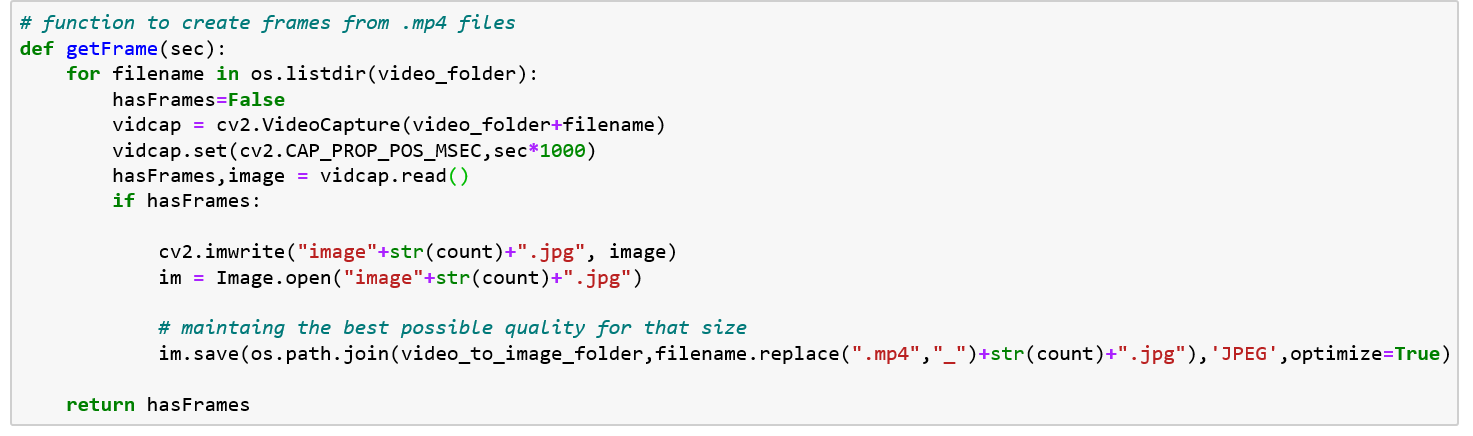 # function to create frames from .mp4 files
def getFrame(sec):
    for filename in os.listdir(video_folder):
        hasFrames=False
        vidcap = cv2.VideoCapture(video_folder+filename)
        vidcap.set(cv2.CAP_PROP_POS_MSEC,sec*1000)
        hasFrames,image = vidcap.read()
        if hasFrames:

            cv2.imwrite("image"+str(count)+".jpg", image)
            im = Image.open("image"+str(count)+".jpg")

            # maintaing the best possible quality for that size
            im.save(os.path.join(video_to_image_folder,filename.replace(".mp4","_")+str(count)+".jpg"),'JPEG',optimize=True)

    return hasFrames